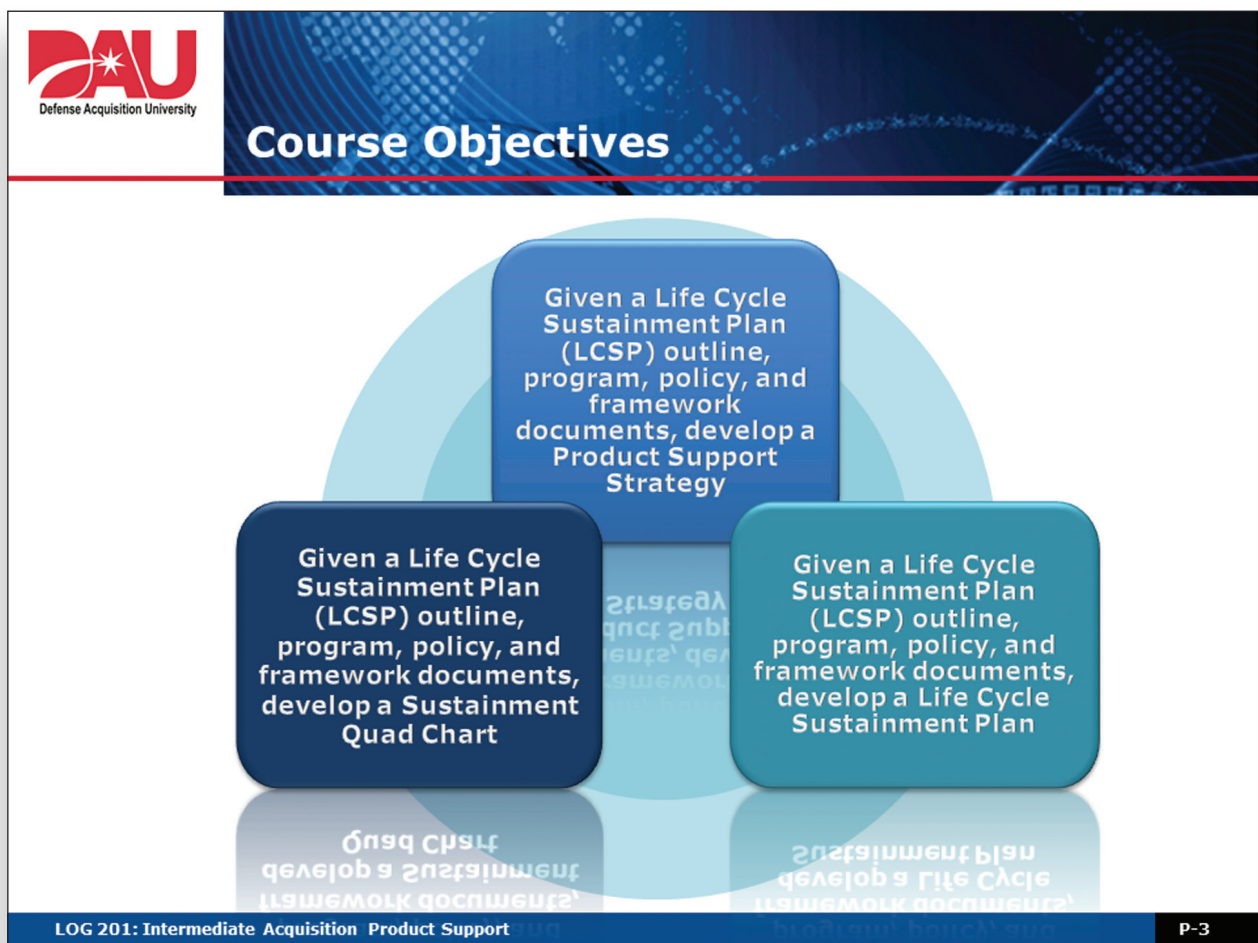 DAU
Defense Acquisition University
Course Objectives
Given a Life Cycle
Sustainment Plan
(LCSP) outline,
program, policy, and
framework
documents, develop a
Product Support
Strategy
Given a Life Cycle
Sustainment Plan
(LCSP) outline,
program, policy, and
framework documents,
develop a Sustainment
Quad Chart
Given a Life Cycle
Sustainment Plan
(LCSP) outline,
program, policy, and
framework documents,
develop a Life Cycle
Sustainment Plan
LOG 201: Intermediate Acquisition Product Support
P-3